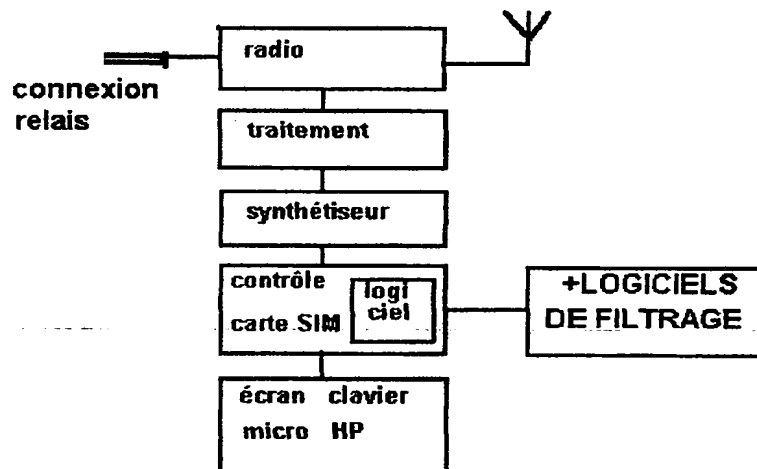 radio
connexion
relais
traitement
synthétiseur
contrôle
carte SIM
logi
ciel
+LOGICIELS
DE FILTRAGE
écran clavier
micro HP